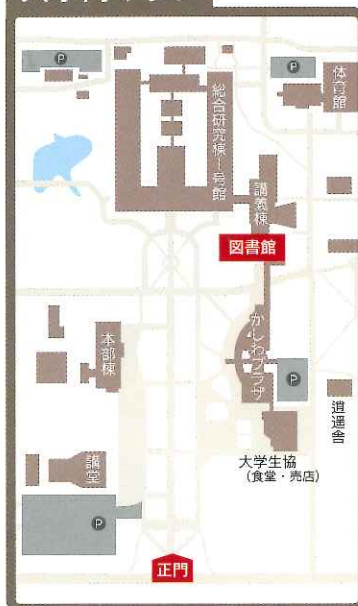 P
P
体育館
総合研究棟Ⅰ号館
講義棟
図書館
かしわプラザ
本部棟
P
逍遥舎
大学生協
(食堂・売店)
講堂
P
正門